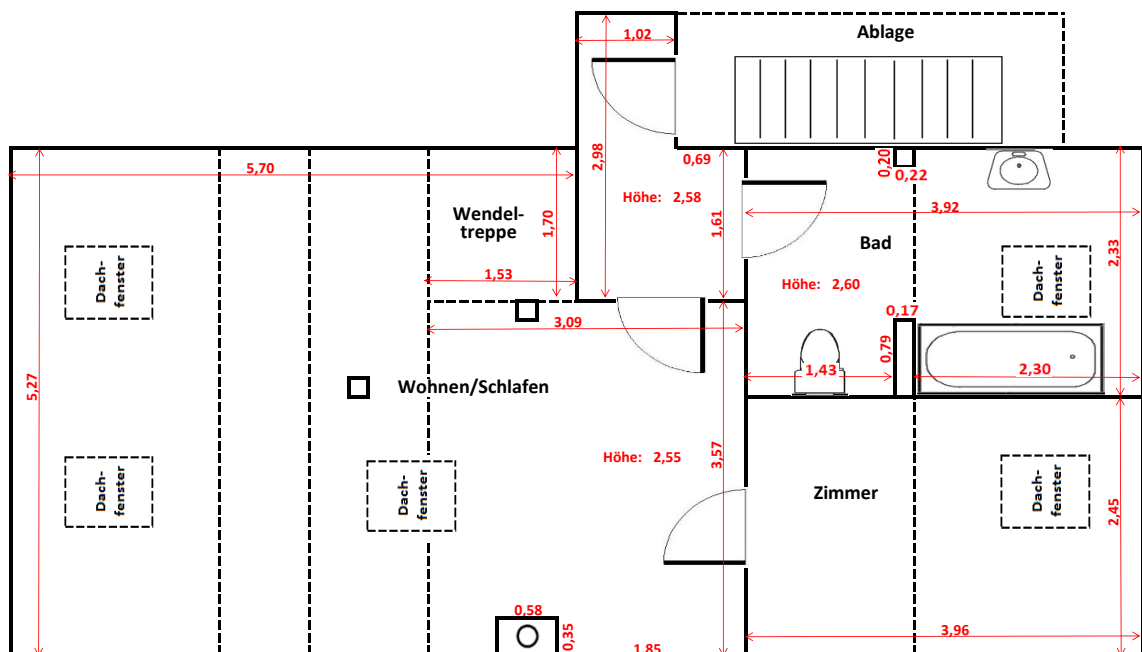 Ablage
1,02
2,98
0,69
0,20
0,22
5,70
Höhe: 2,58
1,70
1,61
3,92
2,33
Wendel-
treppe
1,53
Bad
Höhe: 2,60
Dach-
fenster
Dach-
fenster
0,17
0,79
3,09
1,43
2,30
5,27
Wohnen/Schlafen
Höhe: 2,55
3,57
Zimmer
Dach-
fenster
Dach-
fenster
Dach-
fenster
2,45
0,58
0,35
1,85
3,96